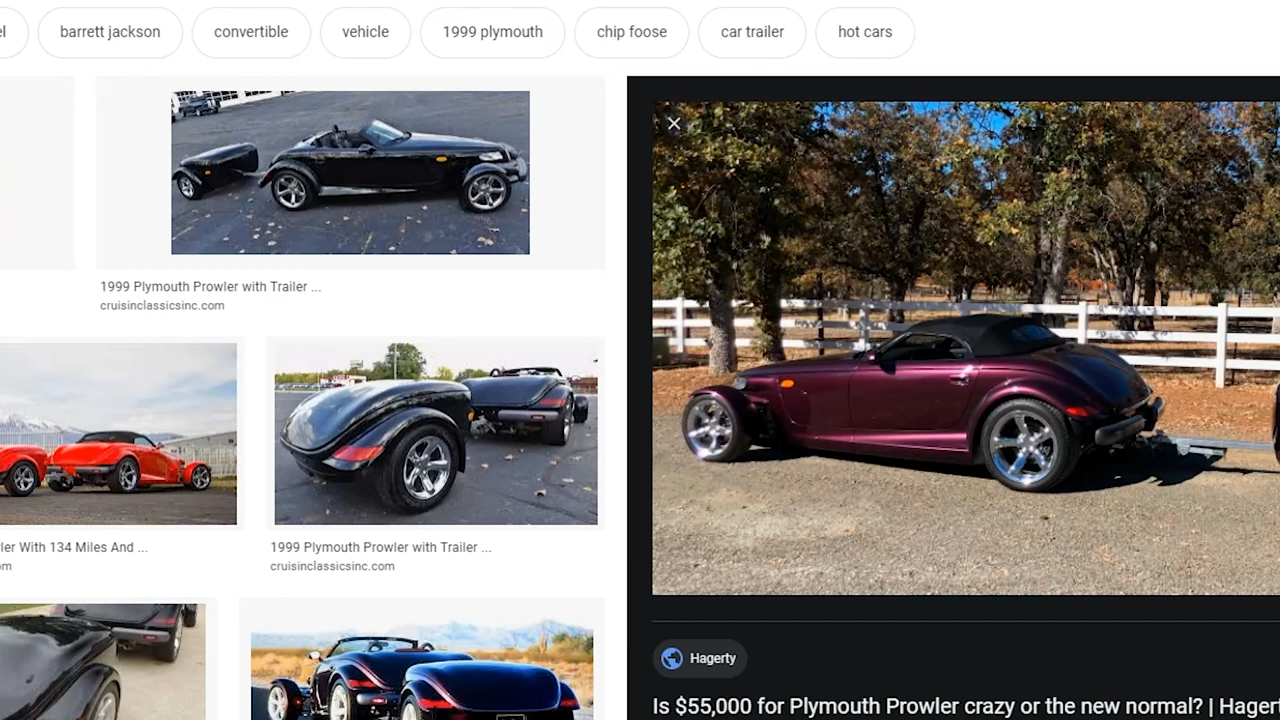 el
barrett jackson
convertible
vehicle
1999 plymouth
chip foose
car trailer
hot cars
1999 Plymouth Prowler with Trailer ...
cruisinclassicsinc.com
ler With 134 Miles And ...
om
1999 Plymouth Prowler with Trailer ...
cruisinclassicsinc.com
Hagerty
Is $55,000 for Plymouth Prowler crazy or the new normal? | Hager